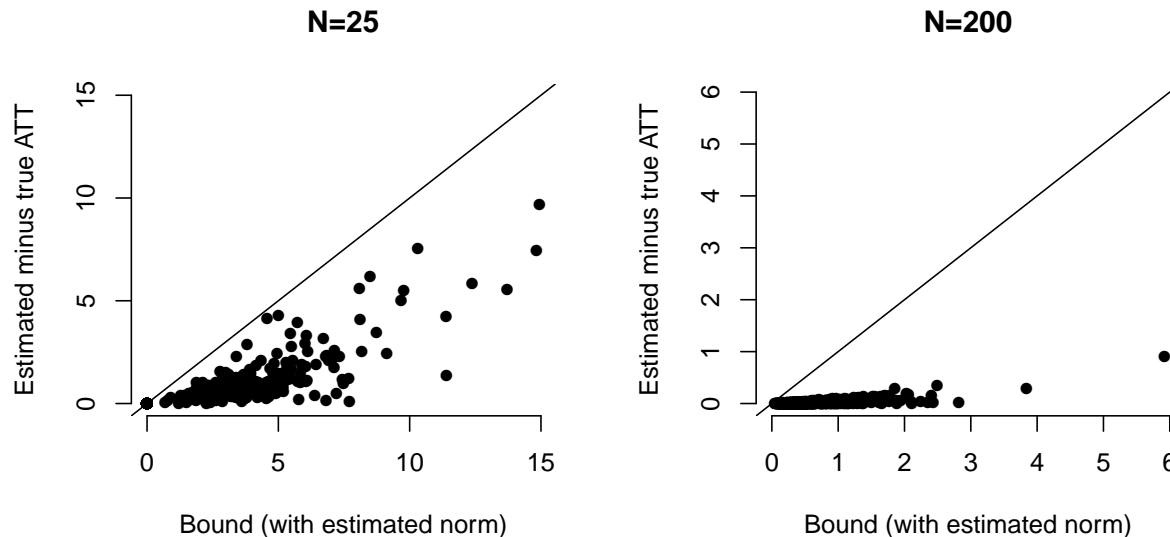 N=25
Estimated minus true ATT
15
10
5
0
0 5 10 15
Bound (with estimated norm)
N=200
Estimated minus true ATT
6
5
4
3
2
1
0
0 1 2 3 4 5 6
Bound (with estimated norm)